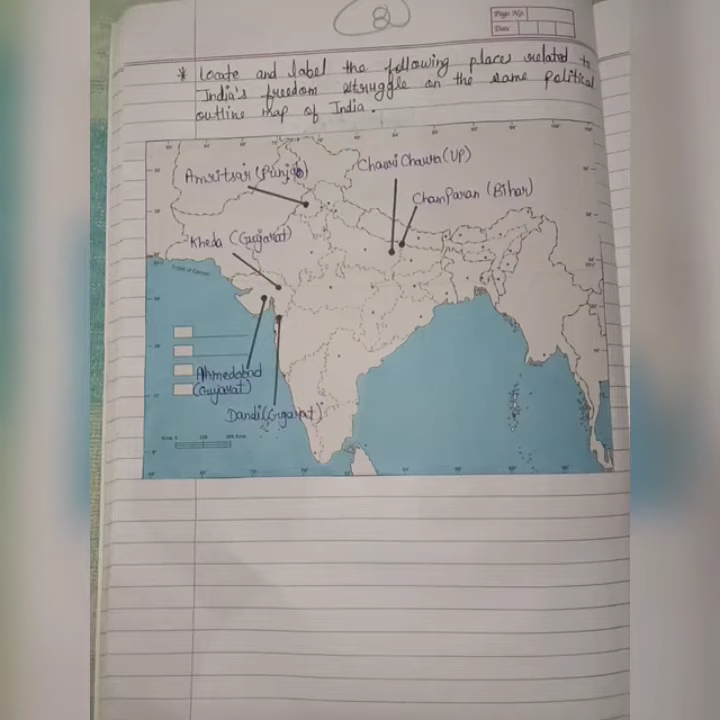 8
Page No.
Date
* Locate and label the following places related to
India's freedom struggle on the same political
outline map of India.
Amritsar (Punjab)
Chauri Chaura (UP)
Champaran (Bihar)
Kheda (Gujarat)
Ahmedabad
(Gujarat)
Dandi (Gujarat)